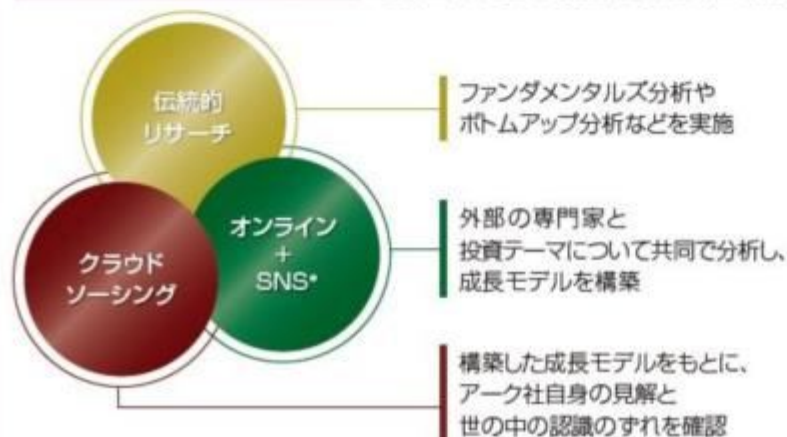 伝統的
リサーチ
ファンダメンタルズ分析や
ボトムアップ分析などを実施
オンライン
+
SNS*
外部の専門家と
投資テーマについて共同で分析し、
成長モデルを構築
クラウド
ソーシング
構築した成長モデルをもとに、
アーク社自身の見解と
世の中の認識のずれを確認